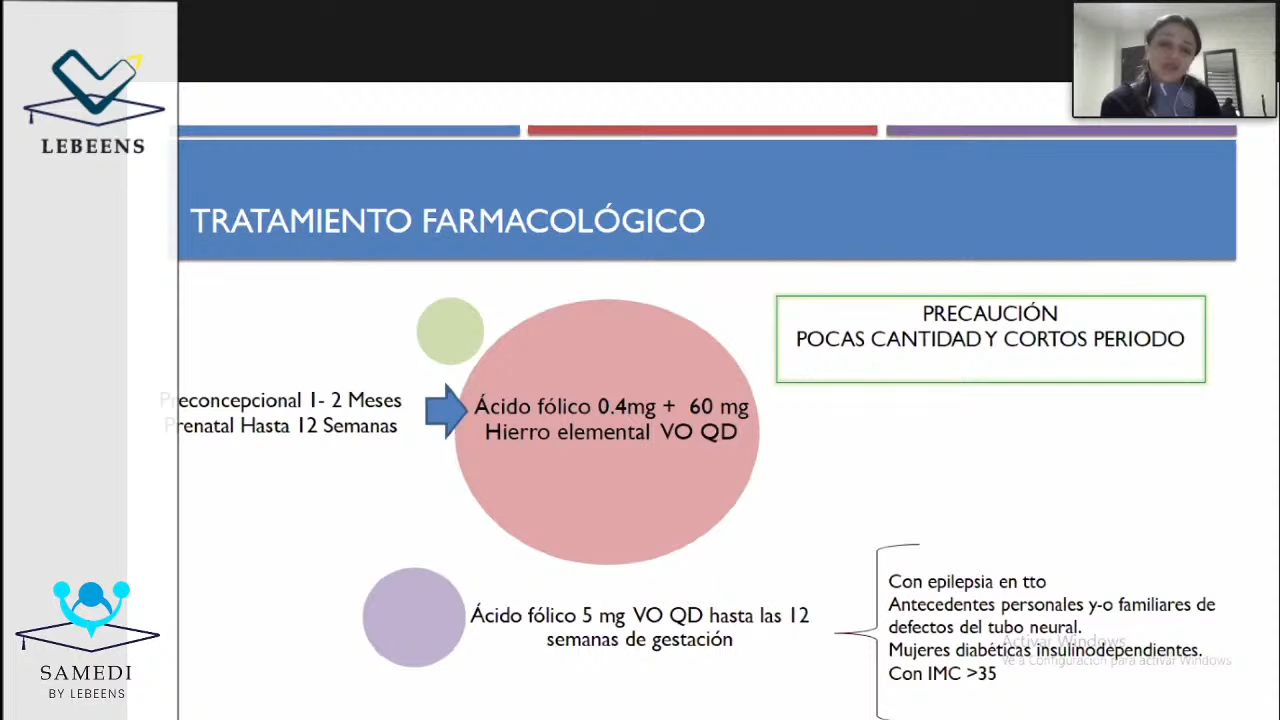 LEBEENS
TRATAMIENTO FARMACOLÓGICO
PRECAUCIÓN
POCAS CANTIDAD Y CORTOS PERIODO
Preconcepcional 1- 2 Meses
Prenatal Hasta 12 Semanas
Ácido fólico 0.4mg + 60 mg
Hierro elemental VO QD
Ácido fólico 5 mg VO QD hasta las 12
semanas de gestación
Con epilepsia en tto
Antecedentes personales y-o familiares de
defectos del tubo neural.
Mujeres diabéticas insulinodependientes.
Con IMC >35
Activar Windows
Ve a Configuración para activar Windows
SAMEDI
BY LEBEENS